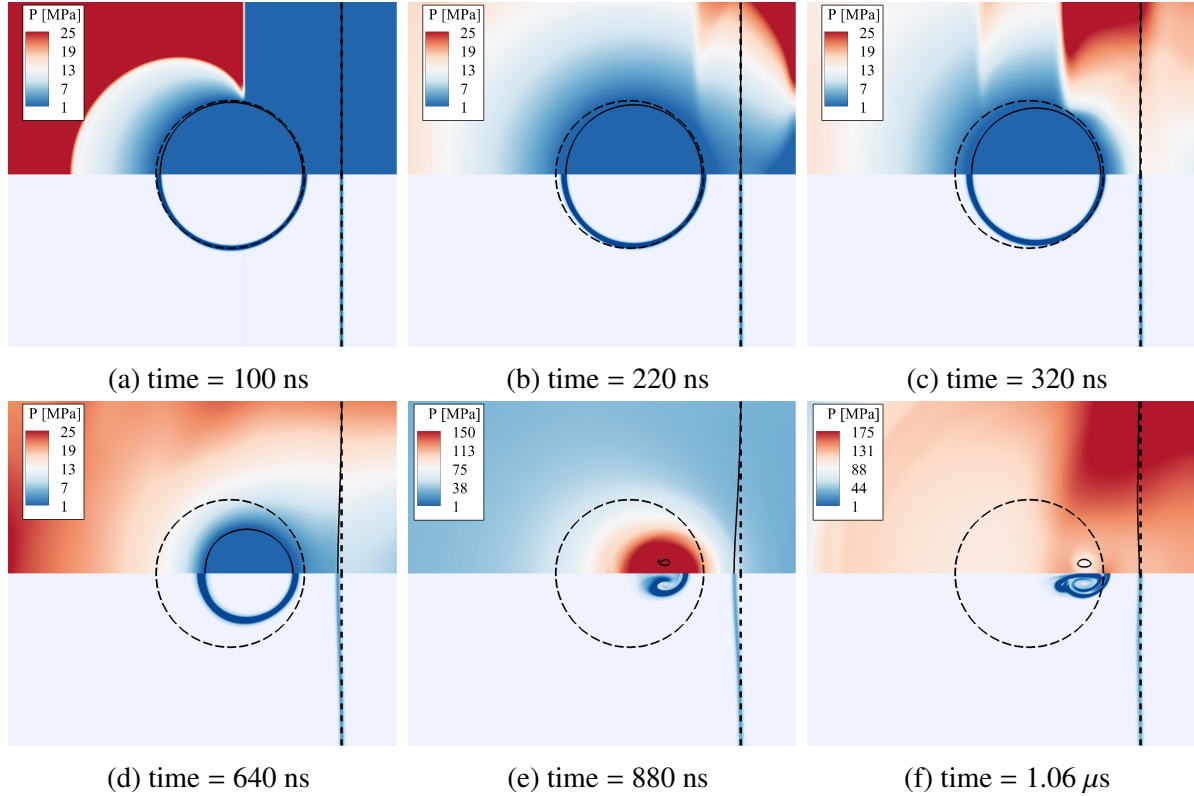 P [MPa]
25
19
13
7
1
P [MPa]
25
19
13
7
1
P [MPa]
25
19
13
7
1
(a) time = 100 ns
(b) time = 220 ns
(c) time = 320 ns
P [MPa]
25
19
13
7
1
P [MPa]
150
113
75
38
1
P [MPa]
175
131
88
44
1
(d) time = 640 ns
(e) time = 880 ns
(f) time = 1.06 μs